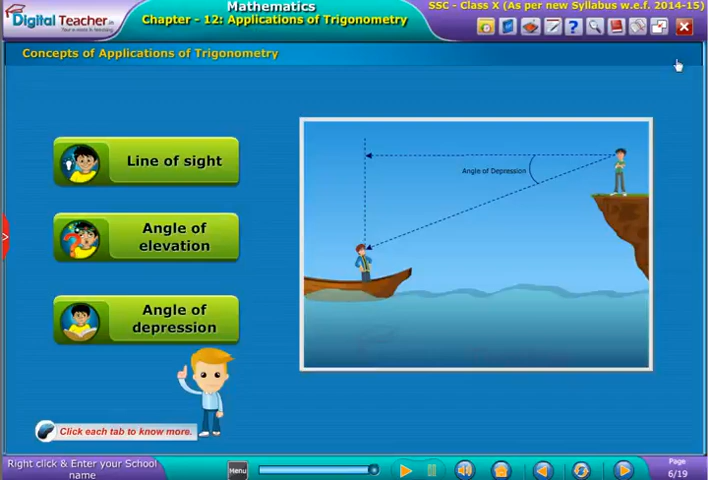 Digital Teacher.in
Mathematics
Chapter - 12: Applications of Trigonometry
SSC - Class X (As per new Syllabus w.e.f. 2014-15)
Concepts of Applications of Trigonometry
Line of sight
Angle of
elevation
Angle of
depression
Angle of Depression
Click each tab to know more.
Right click & Enter your School
name
Menu
Page
6/19